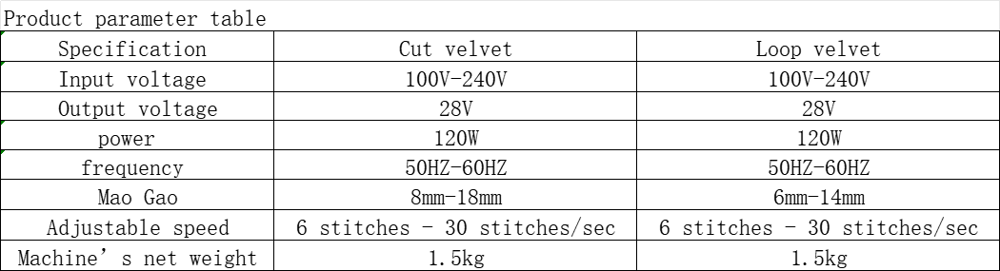 Product parameter table
Specification Cut velvet Loop velvet
Input voltage 100V-240V 100V-240V
Output voltage 28V 28V
power 120W 120W
frequency 50HZ-60HZ 50HZ-60HZ
Mao Gao 8mm-18mm 6mm-14mm
Adjustable speed 6 stitches - 30 stitches/sec 6 stitches - 30 stitches/sec
Machine’s net weight 1.5kg 1.5kg